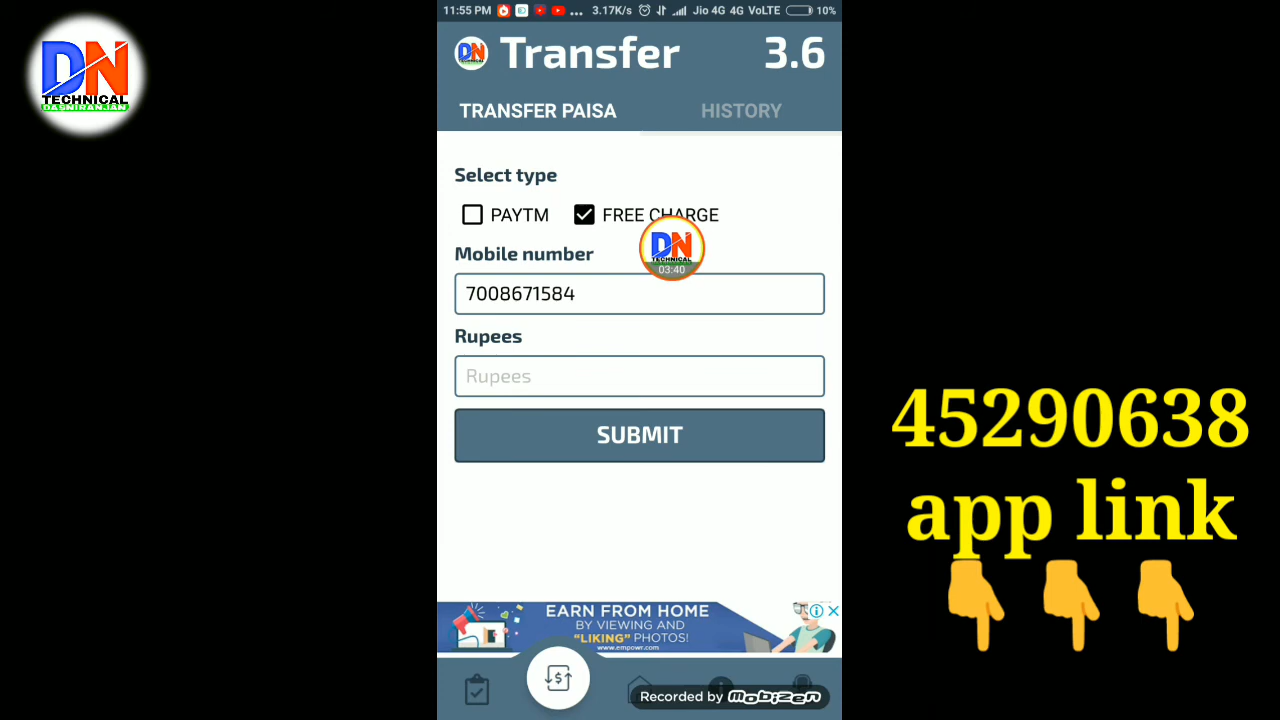 DN
TECHNICAL
DASNIRANJAN
11:55 PM ... 3.17K/s Jio 4G 4G VoLTE 10%
DN Transfer 3.6
TRANSFER PAISA HISTORY
Select type
PAYTM FREE CHARGE
Mobile number
DN
TECHNICAL
03:40
7008671584
Rupees
Rupees
SUBMIT
45290638
app link
EARN FROM HOME
BY VIEWING AND
"LIKING" PHOTOS!
www.empowr.com
Recorded by MOBIZEN